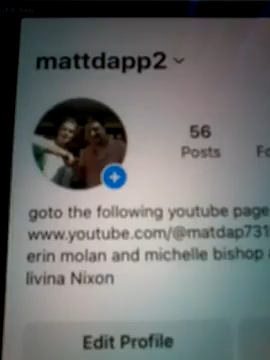 mattdapp2
56
Posts
goto the following youtube page
www.youtube.com/@matdap731
erin molan and michelle bishop
livina Nixon
Edit Profile